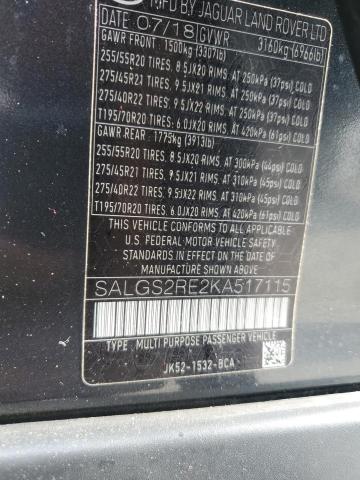 MFD BY JAGUAR LAND ROVER LTD
DATE 07/18 GVWR 3160kg (6966lb)
GAWR FRONT: 1500kg (3307lb)
255/55R20 TIRES, 8.5JX20 RIMS, AT 250kPA (37psi) COLD
275/45R21 TIRES, 9.5JX21 RIMS, AT 250kPA (37psi) COLD
275/40R22 TIRES, 9.5JX22 RIMS, AT 250kPA (37psi) COLD
T195/70R20 TIRES, 6.0JX20 RIMS, AT 420kPA (61psi) COLD
GAWR REAR: 1775kg (3913lb)
255/55R20 TIRES, 8.5JX20 RIMS, AT 300kPA (44psi) COLD
275/45R21 TIRES, 9.5JX21 RIMS, AT 310kPA (45psi) COLD
275/40R22 TIRES, 9.5JX22 RIMS, AT 310kPA (45psi) COLD
T195/70R20 TIRES, 6.0JX20 RIMS, AT 420kPA (61psi) COLD
THIS VEHICLE CONFORMS TO ALL APPLICABLE
FEDERAL MOTOR VEHICLE SAFETY
STANDARDS IN EFFECT ON THE DATE
OF MANUFACTURE SHOWN ABOVE.
SALGS2RE2KA517115
TYPE: MULTI PURPOSE PASSENGER VEHICLE
JK52-1532-BCA